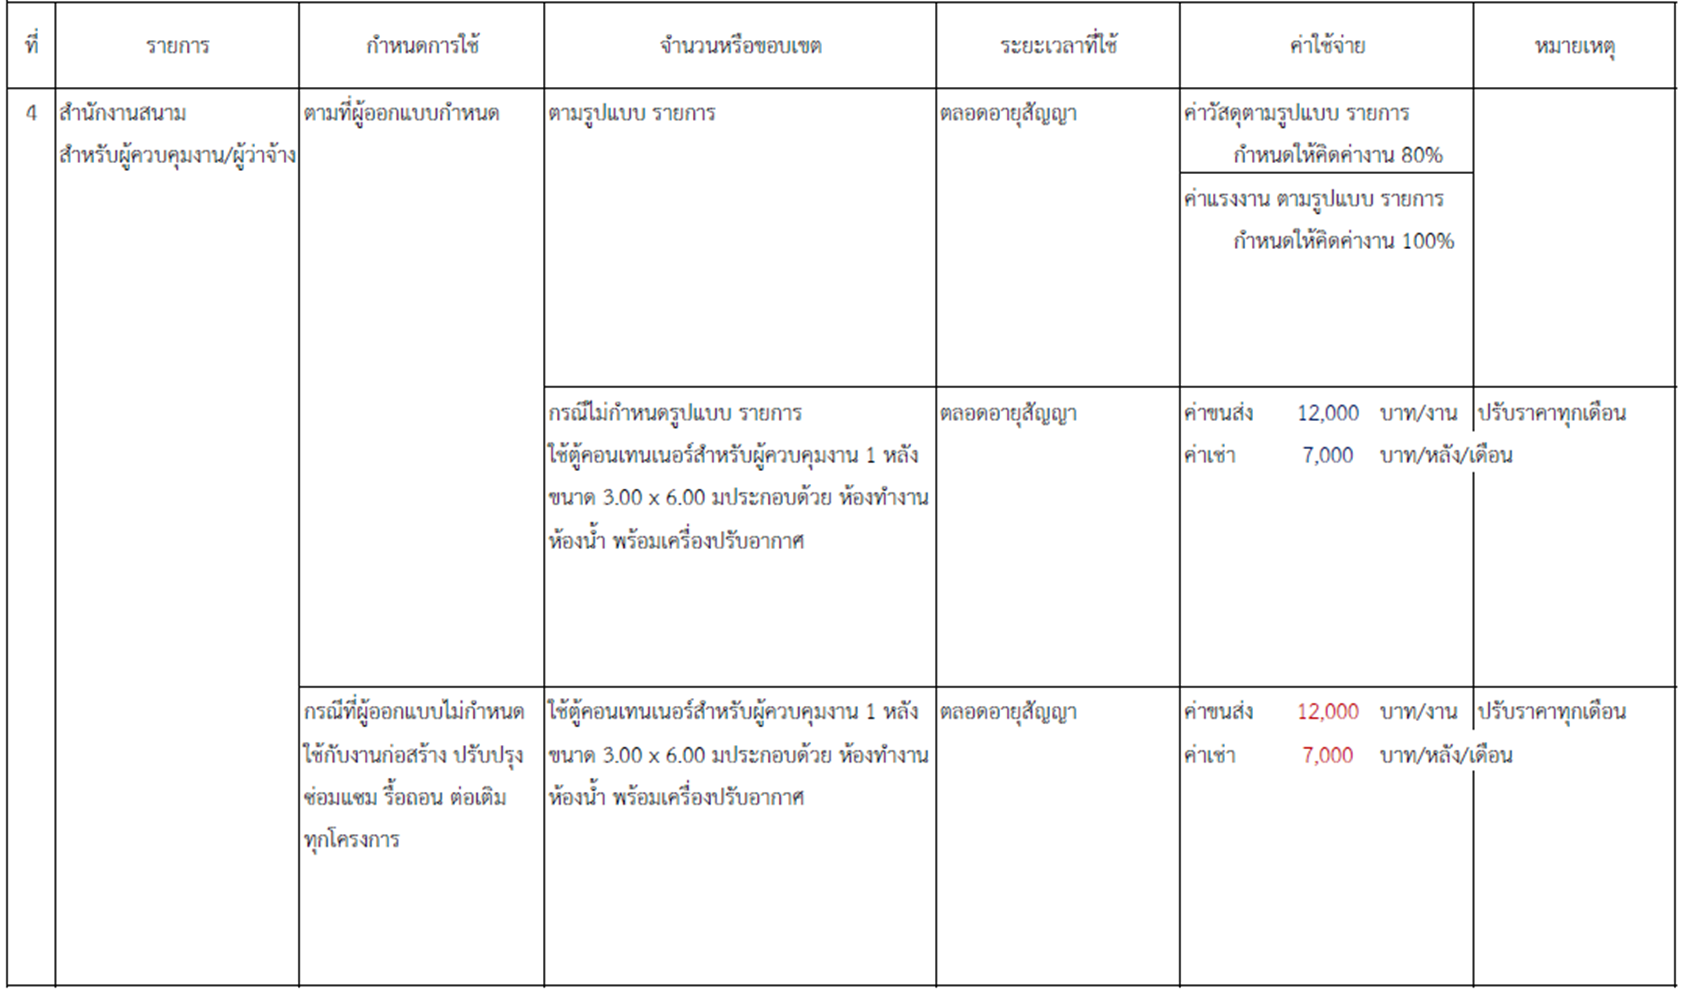 ที่ รายการ กำหนดการใช้ จำนวนหรือขอบเขต ระยะเวลาที่ใช้ ค่าใช้จ่าย หมายเหตุ
4 สำนักงานสนาม ตามที่ผู้ออกแบบกำหนด ตามรูปแบบ รายการ ตลอดอายุสัญญา ค่าวัสดุตามรูปแบบ รายการ
สำหรับผู้ควบคุมงาน/ผู้ว่าจ้าง กำหนดให้คิดค่างาน 80%
ค่าแรงงาน ตามรูปแบบ รายการ
กำหนดให้คิดค่างาน 100%
กรณีไม่กำหนดรูปแบบ รายการ ตลอดอายุสัญญา ค่าขนส่ง 12,000 บาท/งาน ปรับราคาทุกเดือน
ใช้ตู้คอนเทนเนอร์สำหรับผู้ควบคุมงาน 1 หลัง ค่าเช่า 7,000 บาท/หลัง/เดือน
ขนาด 3.00 x 6.00 มประกอบด้วย ห้องทำงาน
ห้องน้ำ พร้อมเครื่องปรับอากาศ
กรณีที่ผู้ออกแบบไม่กำหนด ใช้ตู้คอนเทนเนอร์สำหรับผู้ควบคุมงาน 1 หลัง ตลอดอายุสัญญา ค่าขนส่ง 12,000 บาท/งาน ปรับราคาทุกเดือน
ใช้กับงานก่อสร้าง ปรับปรุง ขนาด 3.00 x 6.00 มประกอบด้วย ห้องทำงาน ค่าเช่า 7,000 บาท/หลัง/เดือน
ซ่อมแซม รื้อถอน ต่อเติม ห้องน้ำ พร้อมเครื่องปรับอากาศ
ทุกโครงการ